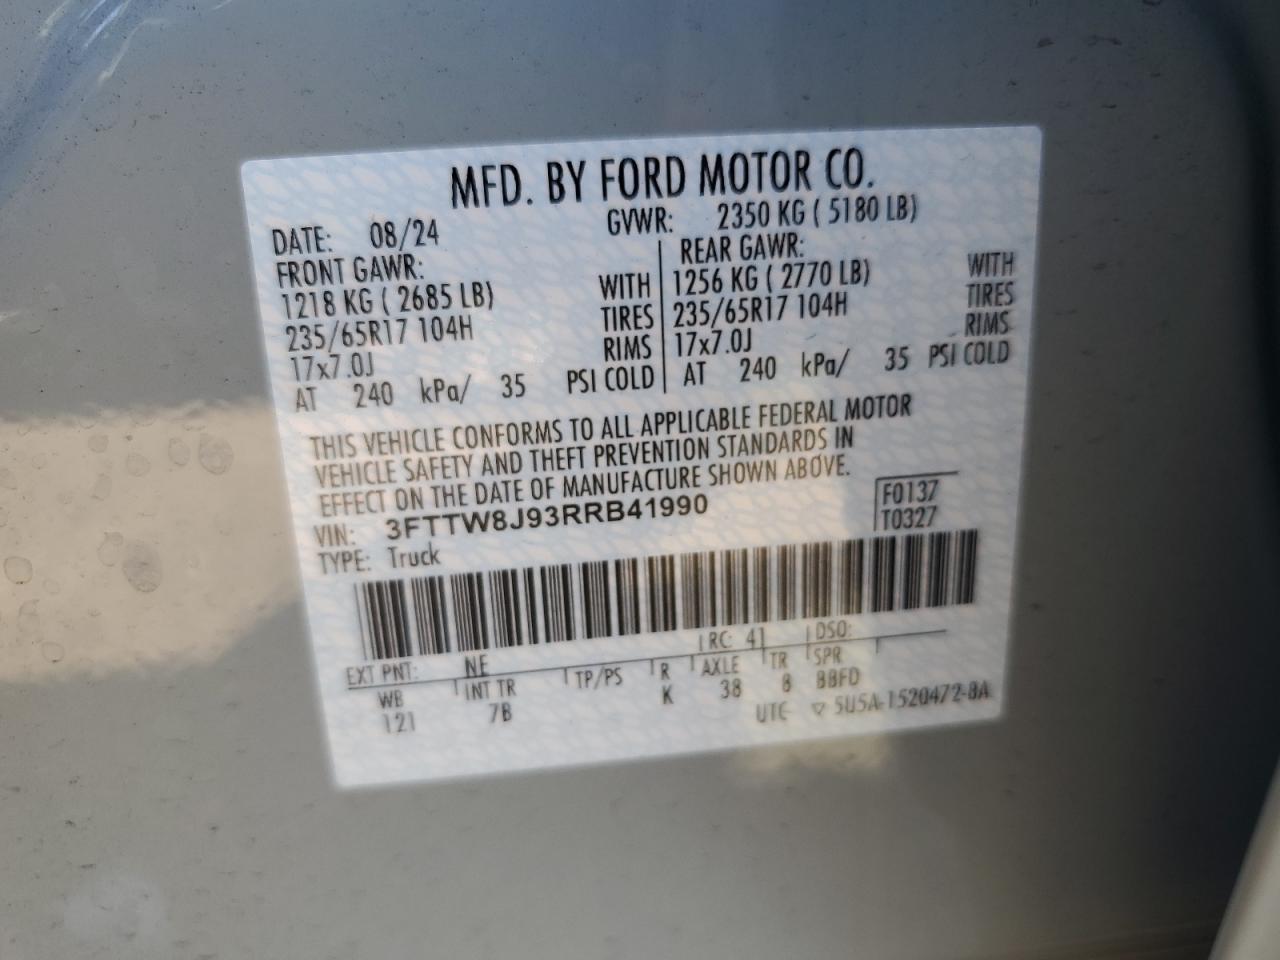 MFD. BY FORD MOTOR CO.
DATE: 08/24 GVWR: 2350 KG ( 5180 LB)
FRONT GAWR: REAR GAWR:
1218 KG ( 2685 LB) WITH 1256 KG ( 2770 LB) WITH
235/65R17 104H TIRES 235/65R17 104H TIRES
17x7.0J RIMS 17x7.0J RIMS
AT 240 kPa/ 35 PSI COLD AT 240 kPa/ 35 PSI COLD
THIS VEHICLE CONFORMS TO ALL APPLICABLE FEDERAL MOTOR
VEHICLE SAFETY AND THEFT PREVENTION STANDARDS IN
EFFECT ON THE DATE OF MANUFACTURE SHOWN ABOVE.
VIN: 3FTTW8J93RRB41990 F0137
TYPE: Truck T0327
EXT PNT: NE RC: 41 DSO:
WB INT TR TP/PS R AXLE TR SPR
121 7B K 38 8 BBFD
UTC ▽ 5U5A-1520472-BA